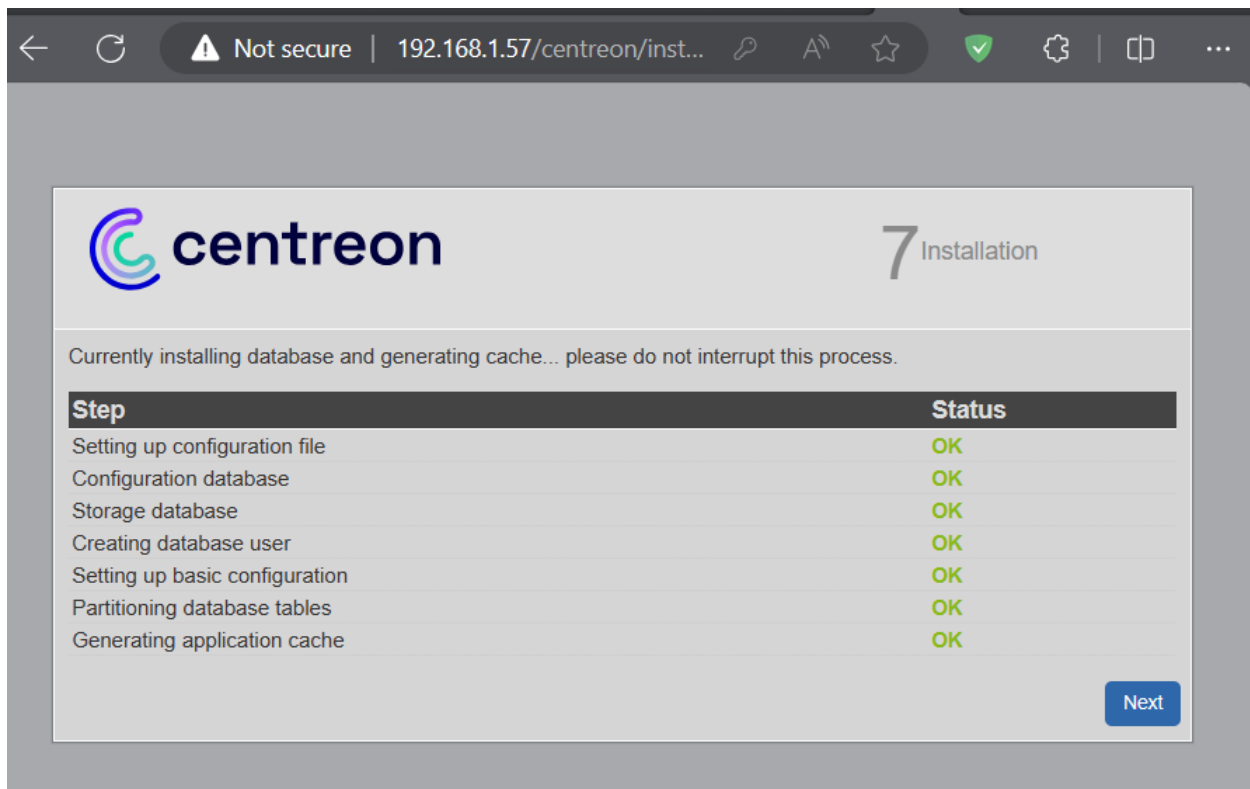 Not secure | 192.168.1.57/centreon/inst...
centreon
7 Installation
Currently installing database and generating cache... please do not interrupt this process.
Step Status
Setting up configuration file OK
Configuration database OK
Storage database OK
Creating database user OK
Setting up basic configuration OK
Partitioning database tables OK
Generating application cache OK
Next